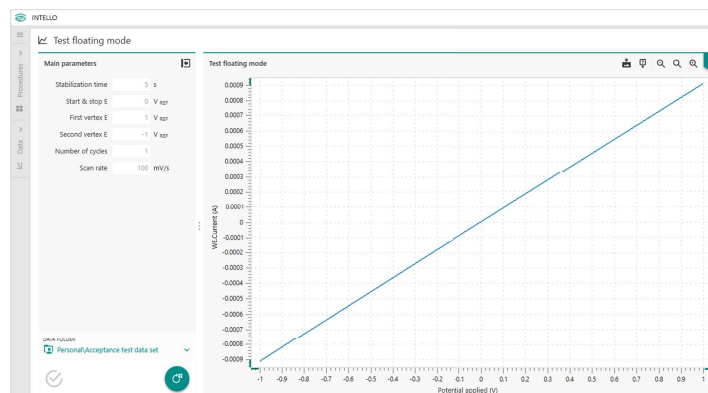 INTELLO
Test floating mode
Main parameters
Stabilization time 5 s
Start & stop E 0 V REF
First vertex E 1 V REF
Second vertex E -1 V REF
Number of cycles 1
Scan rate 100 mV/s
Procedures
Data
DATA FOLDER
Personal\Acceptance test data set
Test floating mode
WE.Current (A)
0.0009
0.0008
0.0007
0.0006
0.0005
0.0004
0.0003
0.0002
0.0001
0
-0.0001
-0.0002
-0.0003
-0.0004
-0.0005
-0.0006
-0.0007
-0.0008
-0.0009
-1 -0.9 -0.8 -0.7 -0.6 -0.5 -0.4 -0.3 -0.2 -0.1 0 0.1 0.2 0.3 0.4 0.5 0.6 0.7 0.8 0.9 1
Potential applied (V)